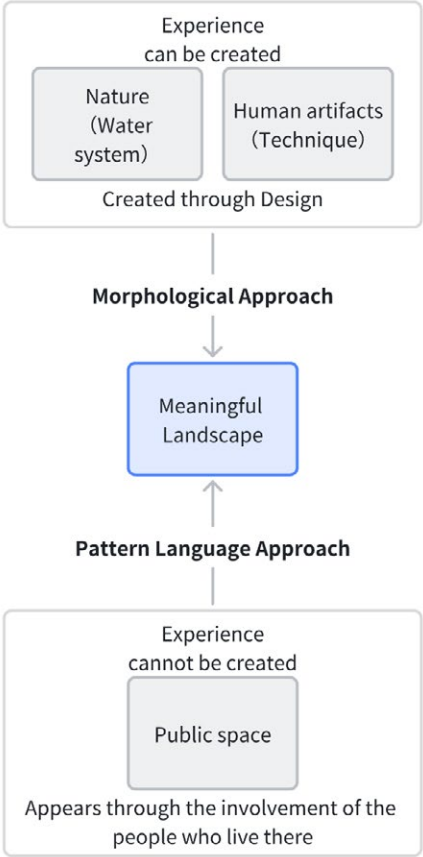 Experience
can be created
Nature
（Water
system）
Human artifacts
（Technique）
Created through Design
Morphological Approach
Meaningful
Landscape
Pattern Language Approach
Experience
cannot be created
Public space
Appears through the involvement of the
people who live there